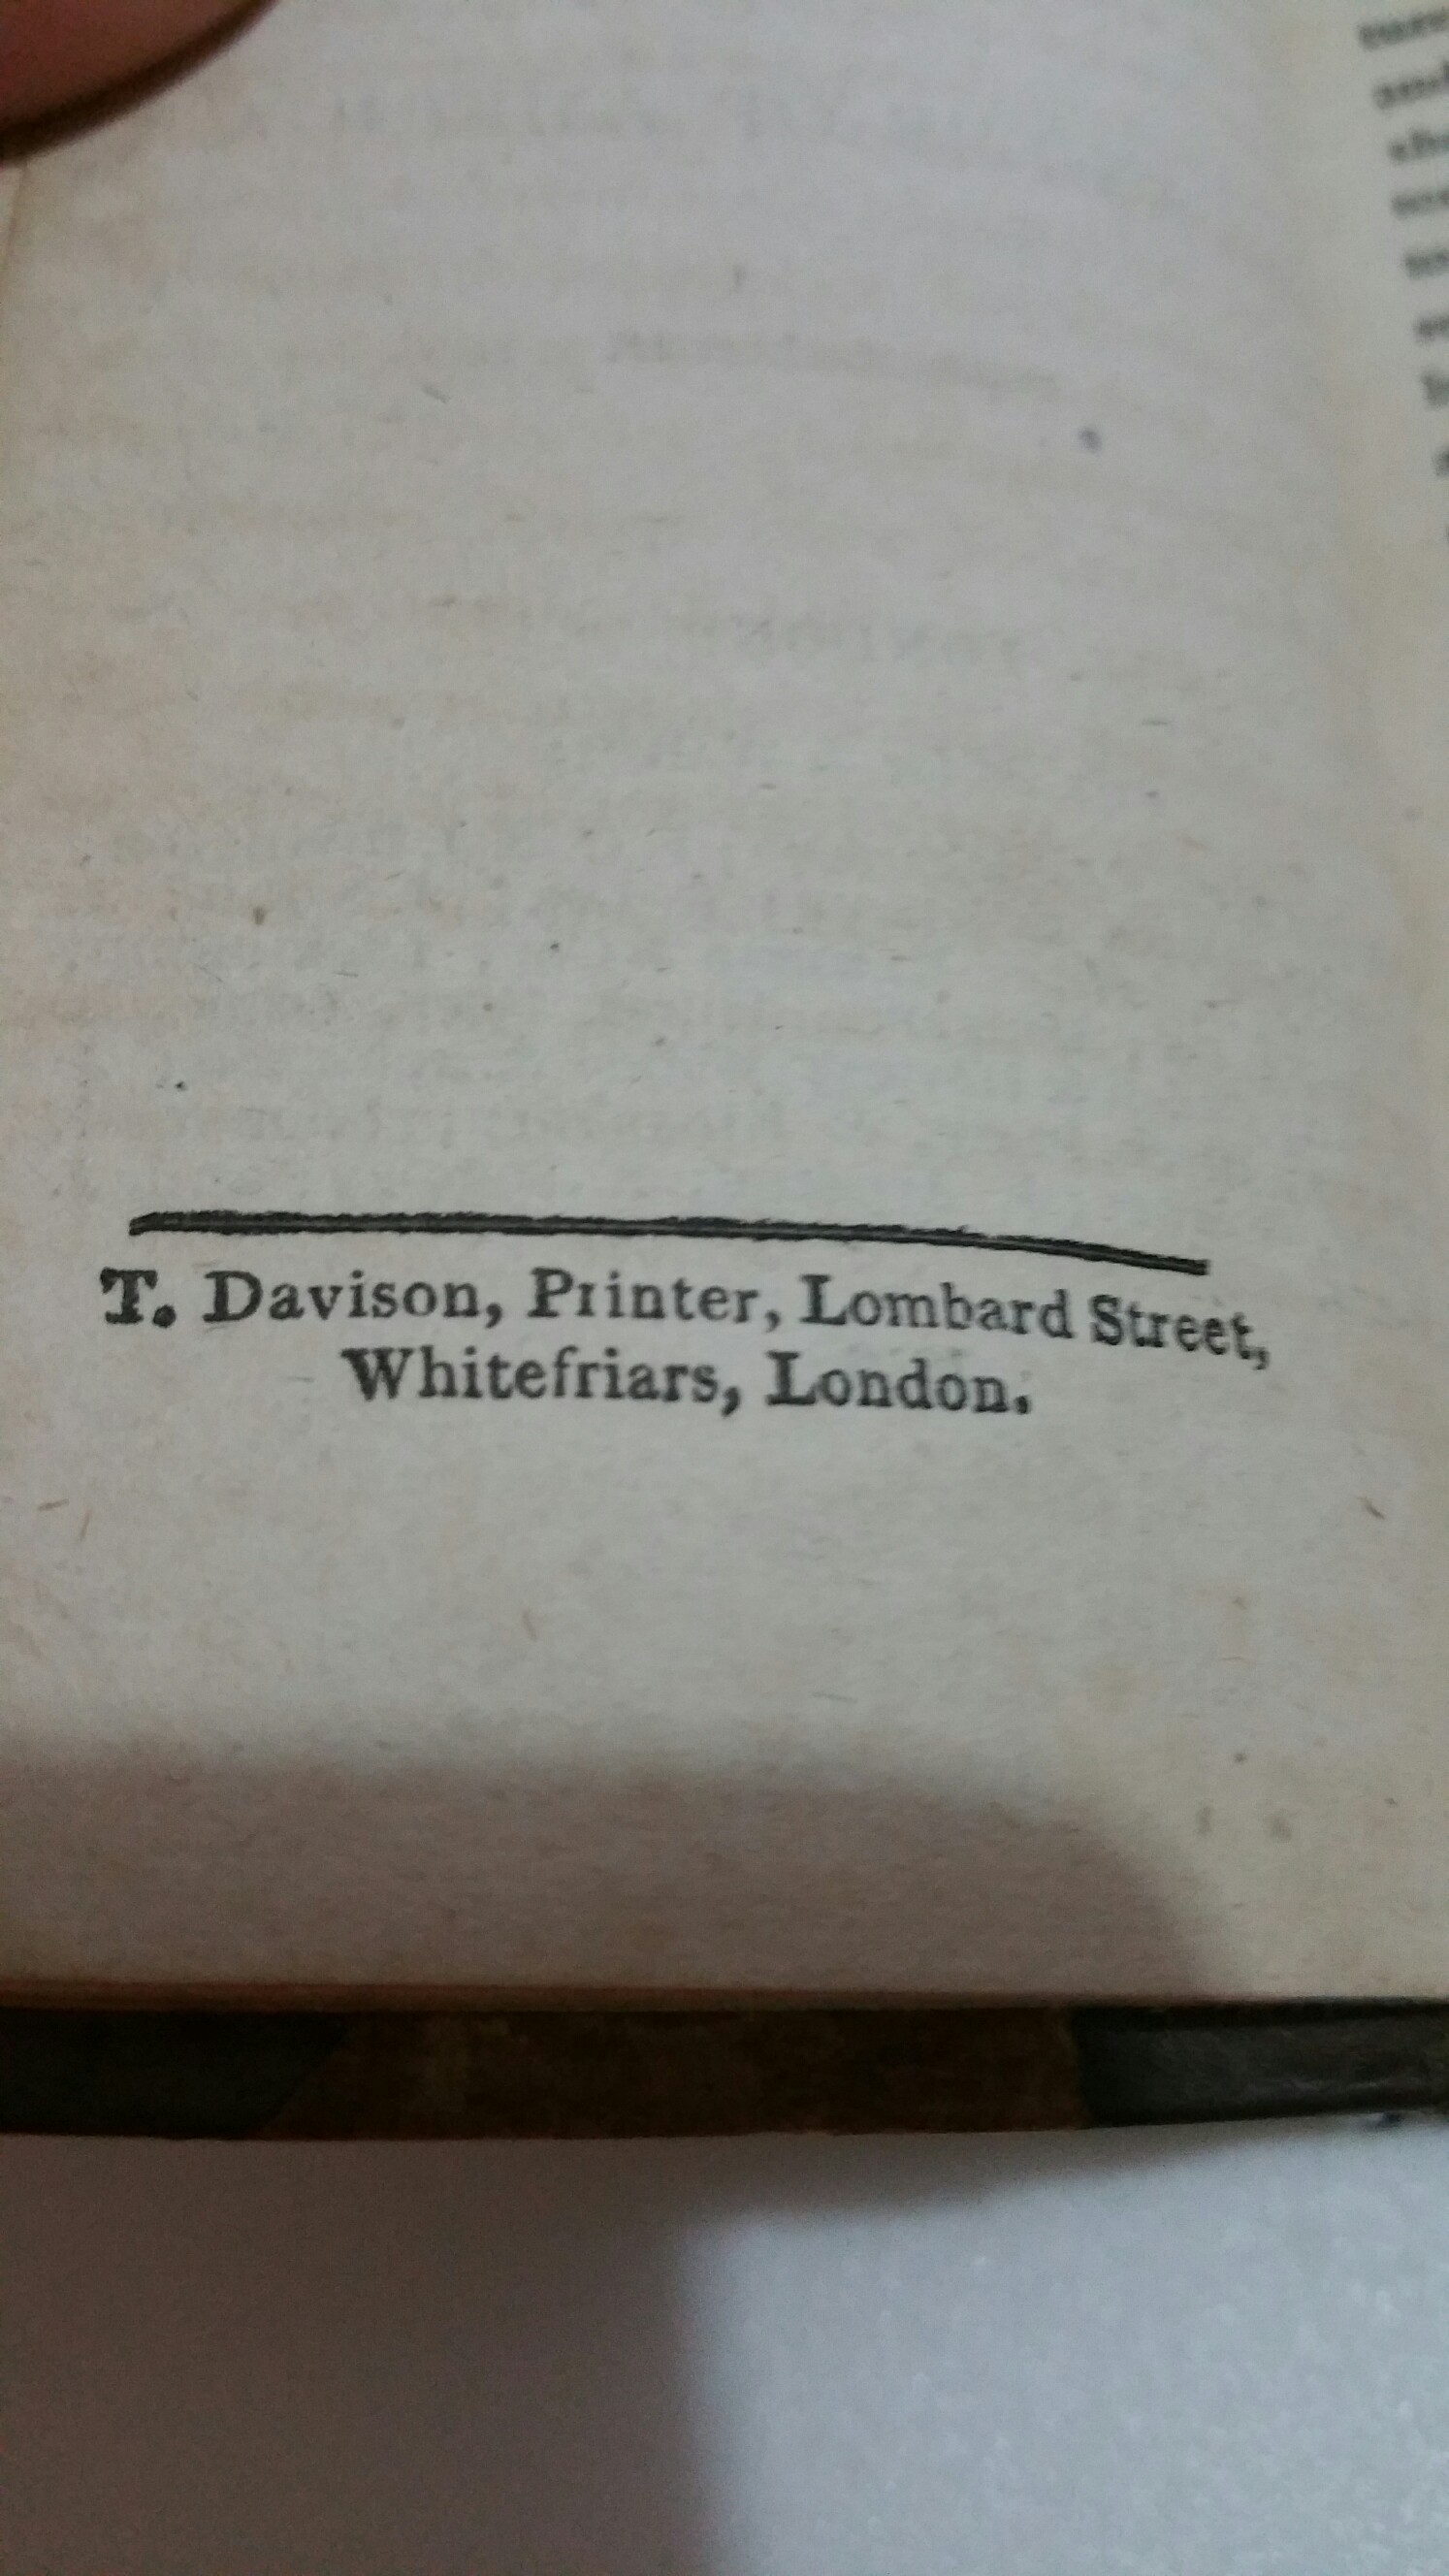 T. Davison, Printer, Lombard Street,
Whitefriars, London.